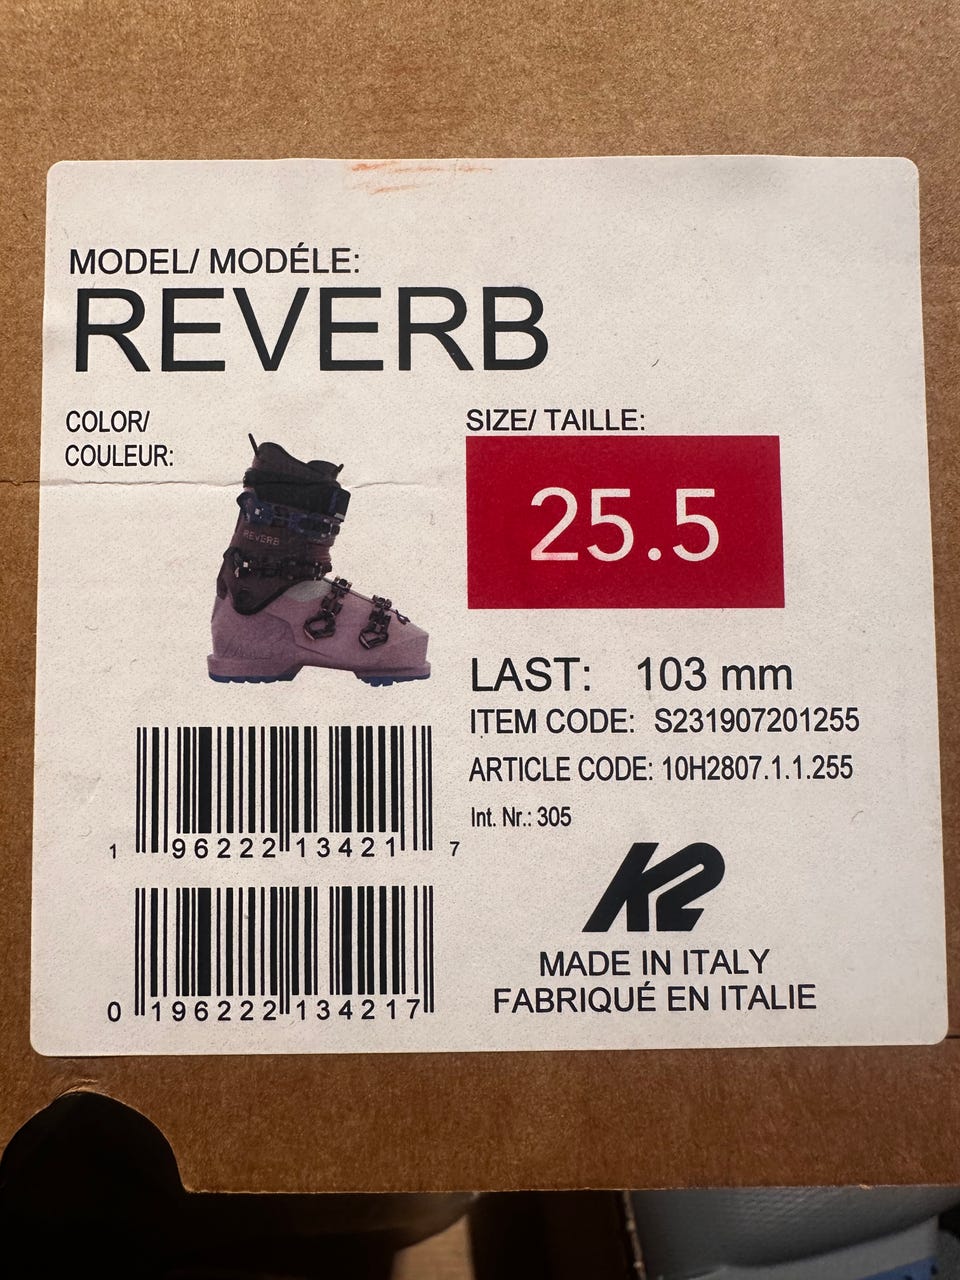 MODEL/ MODÉLE:
REVERB
COLOR/
COULEUR:
SIZE/ TAILLE:
25.5
REVERB
LAST: 103 mm
ITEM CODE: S231907201255
ARTICLE CODE: 10H2807.1.1.255
Int. Nr.: 305
1 96222 13421 7
0 196222 134217
K2
MADE IN ITALY
FABRIQUÉ EN ITALIE